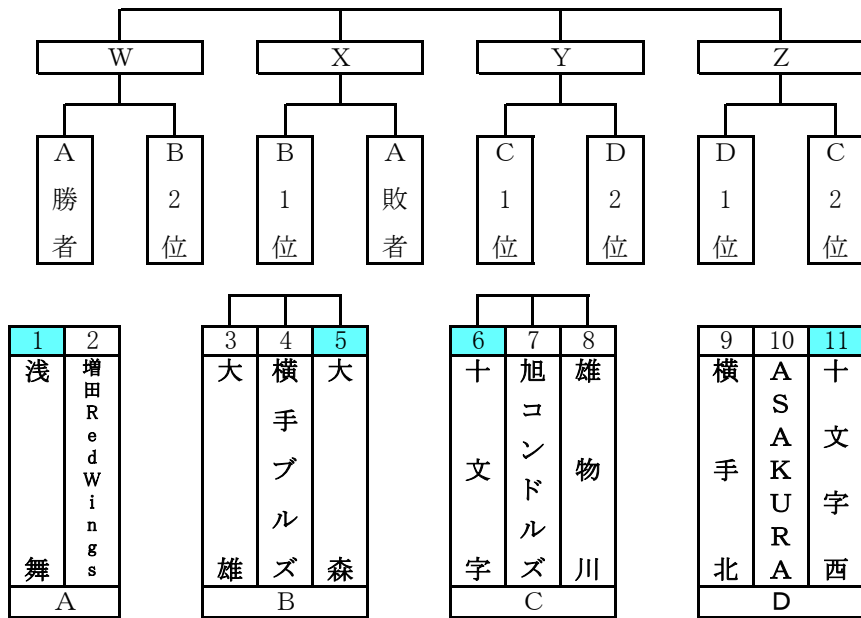 W X Y Z
A勝者 B2位 B1位 A敗者 C1位 D2位 D1位 C2位
1 2 3 4 5 6 7 8 9 10 11
浅舞
増田RedWings
大雄
横手ブルズ
大森
十文字
旭コンドルズ
雄物川
横手北
ASAKURA
十文字西
A B C D